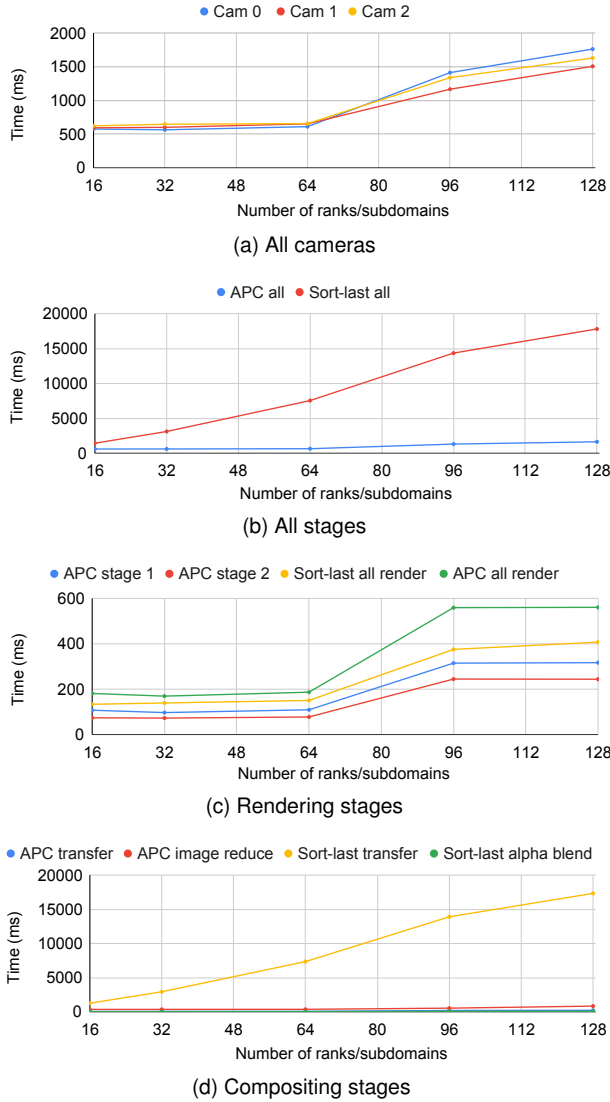 Cam 0 Cam 1 Cam 2
2000
1500
1000
500
0
Time (ms)
16 32 48 64 80 96 112 128
Number of ranks/subdomains
(a) All cameras
APC all Sort-last all
20000
15000
10000
5000
0
Time (ms)
16 32 48 64 80 96 112 128
Number of ranks/subdomains
(b) All stages
APC stage 1 APC stage 2 Sort-last all render APC all render
600
400
200
0
Time (ms)
16 32 48 64 80 96 112 128
Number of ranks/subdomains
(c) Rendering stages
APC transfer APC image reduce Sort-last transfer Sort-last alpha blend
20000
15000
10000
5000
0
Time (ms)
16 32 48 64 80 96 112 128
Number of ranks/subdomains
(d) Compositing stages